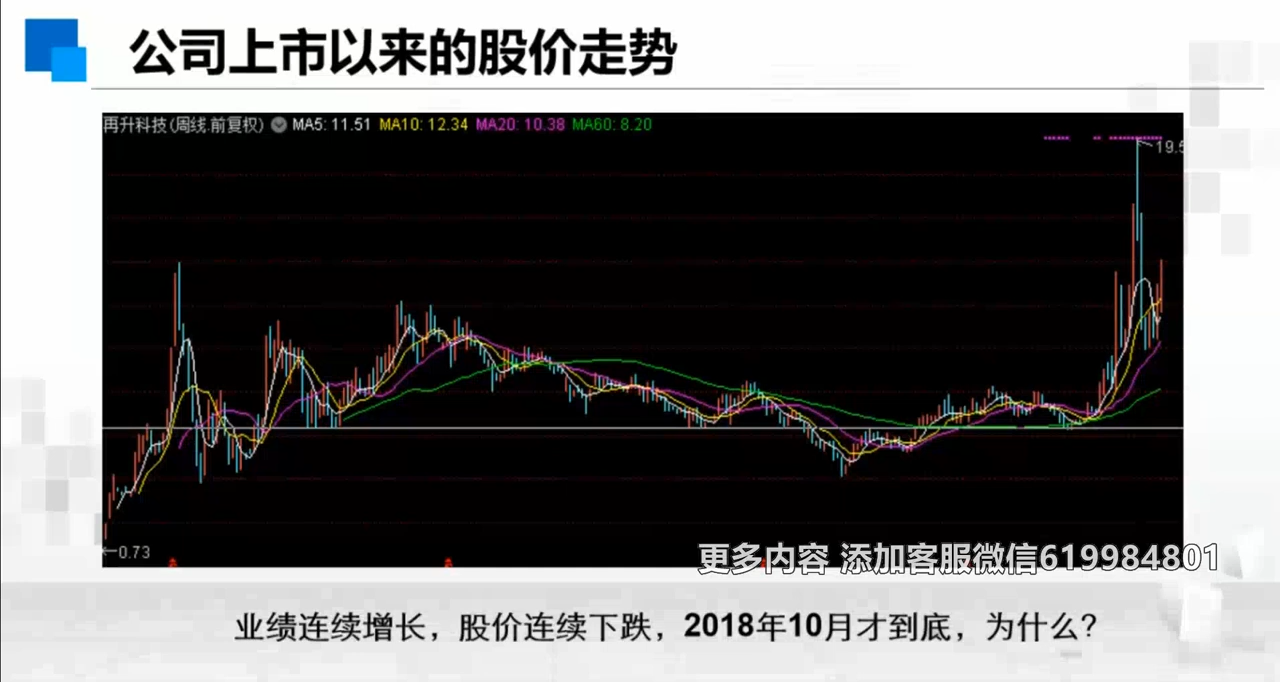 公司上市以来的股价走势
再升科技(周线.前复权) MA5: 11.51 MA10: 12.34 MA20: 10.38 MA60: 8.20
19.5
0.73
更多内容 添加客服微信619984801
业绩连续增长，股价连续下跌，2018年10月才到底，为什么？